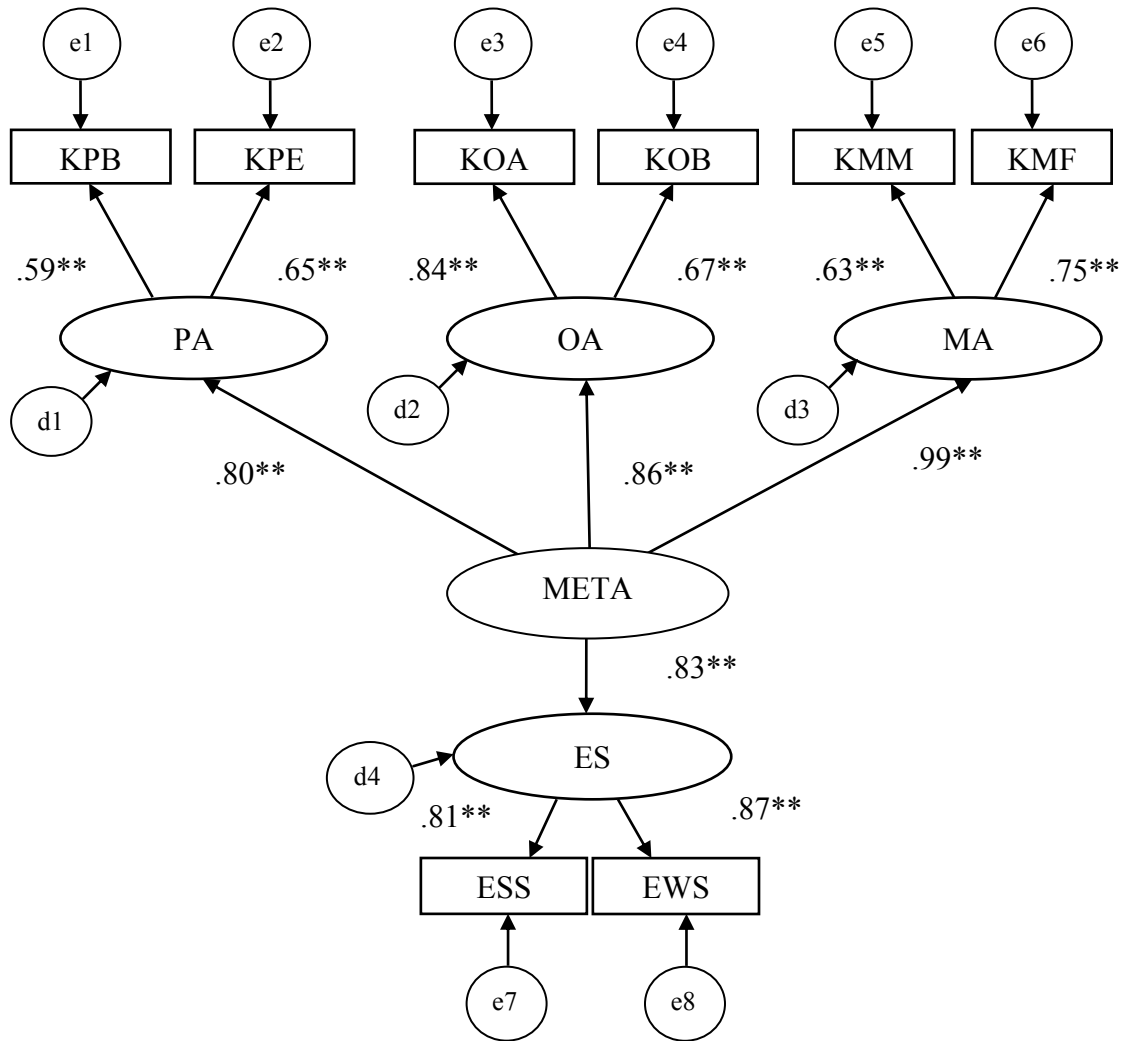 e1 e2 e3 e4 e5 e6
KPB KPE KOA KOB KMM KMF
.59** .65** .84** .67** .63** .75**
PA OA MA
d1 d2 d3
.80** .86** .99**
META
.83**
ES
d4
.81** .87**
ESS EWS
e7 e8